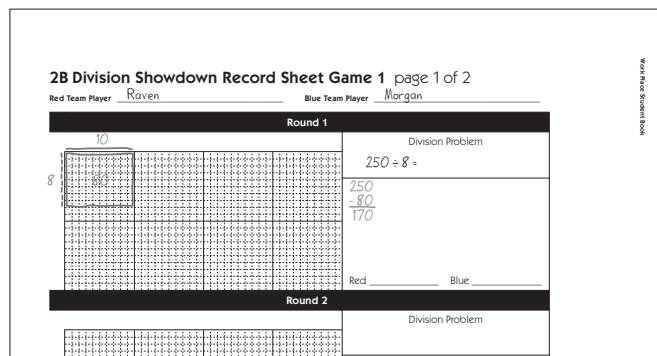 2B Division Showdown Record Sheet Game 1 page 1 of 2
Red Team Player Raven Blue Team Player Morgan
Work Place Student Book
Round 1
10
8
80
Division Problem
250 ÷ 8 =
250
- 80
170
Red Blue
Round 2
Division Problem